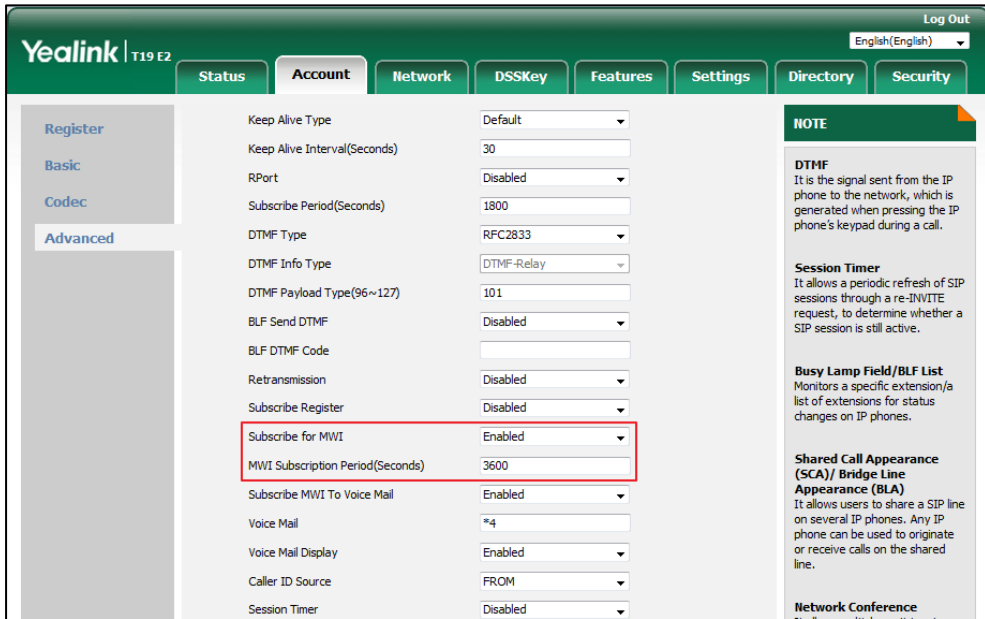 Log Out
Yealink T19 E2
English(English)
Status
Account
Network
DSSKey
Features
Settings
Directory
Security
Register
Basic
Codec
Advanced
Keep Alive Type Default
Keep Alive Interval(Seconds) 30
RPort Disabled
Subscribe Period(Seconds) 1800
DTMF Type RFC2833
DTMF Info Type DTMF-Relay
DTMF Payload Type(96~127) 101
BLF Send DTMF Disabled
BLF DTMF Code
Retransmission Disabled
Subscribe Register Disabled
Subscribe for MWI Enabled
MWI Subscription Period(Seconds) 3600
Subscribe MWI To Voice Mail Enabled
Voice Mail *4
Voice Mail Display Enabled
Caller ID Source FROM
Session Timer Disabled
NOTE
DTMF
It is the signal sent from the IP
phone to the network, which is
generated when pressing the IP
phone's keypad during a call.
Session Timer
It allows a periodic refresh of SIP
sessions through a re-INVITE
request, to determine whether a
SIP session is still active.
Busy Lamp Field/BLF List
Monitors a specific extension/a
list of extensions for status
changes on IP phones.
Shared Call Appearance
(SCA)/ Bridge Line
Appearance (BLA)
It allows users to share a SIP line
on several IP phones. Any IP
phone can be used to originate
or receive calls on the shared
line.
Network Conference